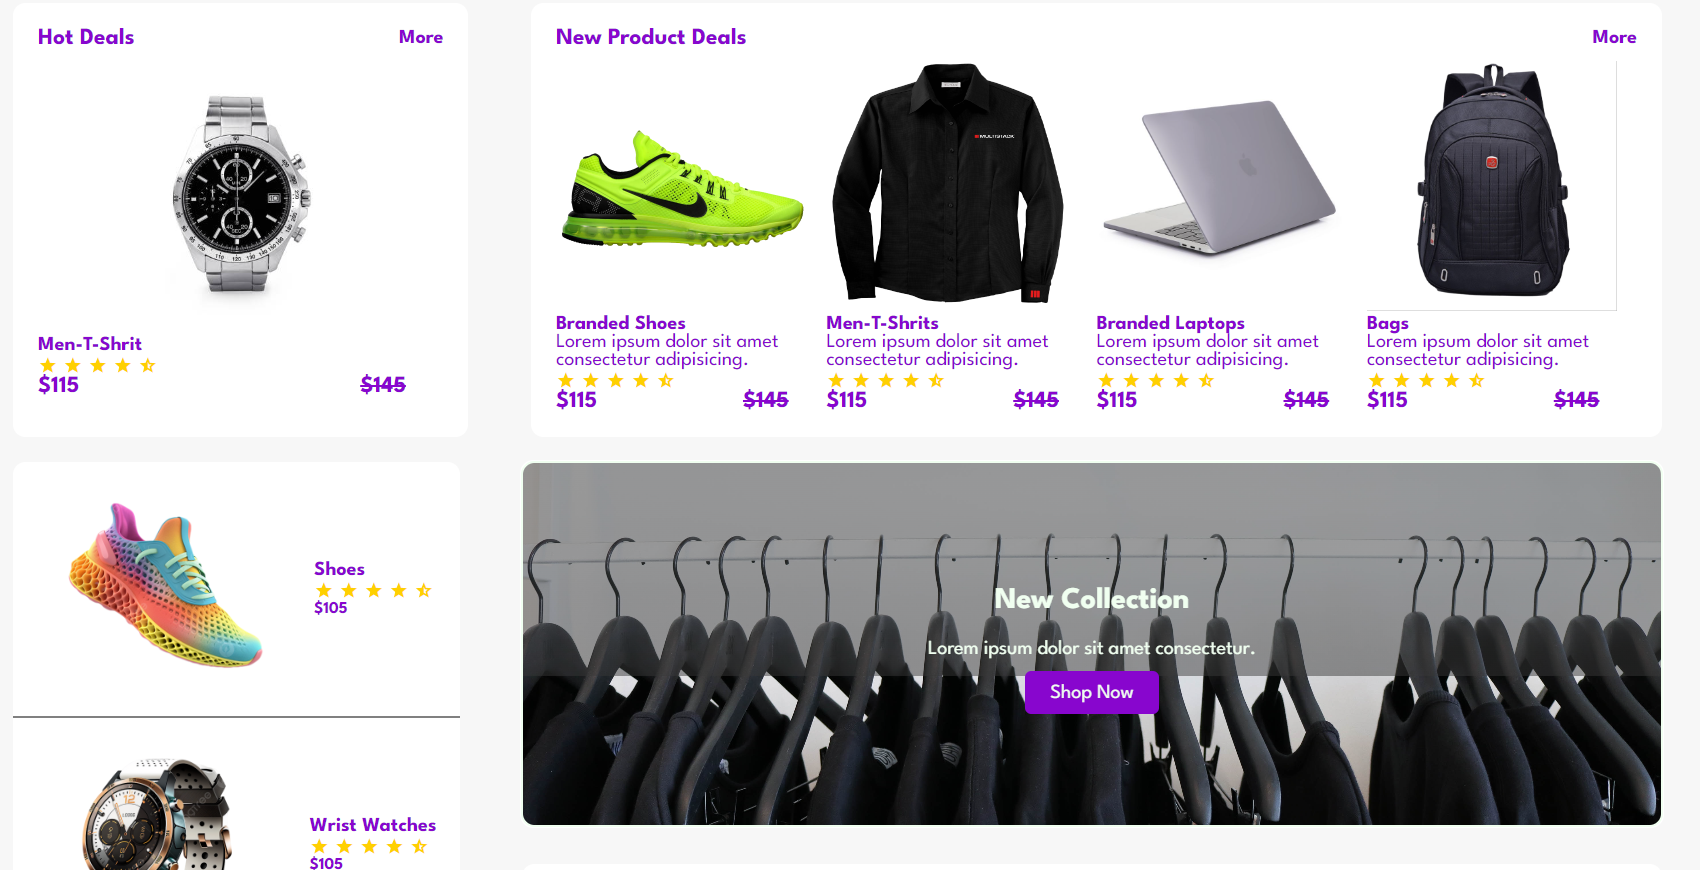 Hot Deals
More
Men-T-Shrit
$115
$145
New Product Deals
More
MULTISTACK
Branded Shoes
Lorem ipsum dolor sit amet
consectetur adipisicing.
$115
$145
Men-T-Shrits
Lorem ipsum dolor sit amet
consectetur adipisicing.
$115
$145
Branded Laptops
Lorem ipsum dolor sit amet
consectetur adipisicing.
$115
$145
Bags
Lorem ipsum dolor sit amet
consectetur adipisicing.
$115
$145
Shoes
$105
New Collection
Lorem ipsum dolor sit amet consectetur.
Shop Now
Wrist Watches
$105